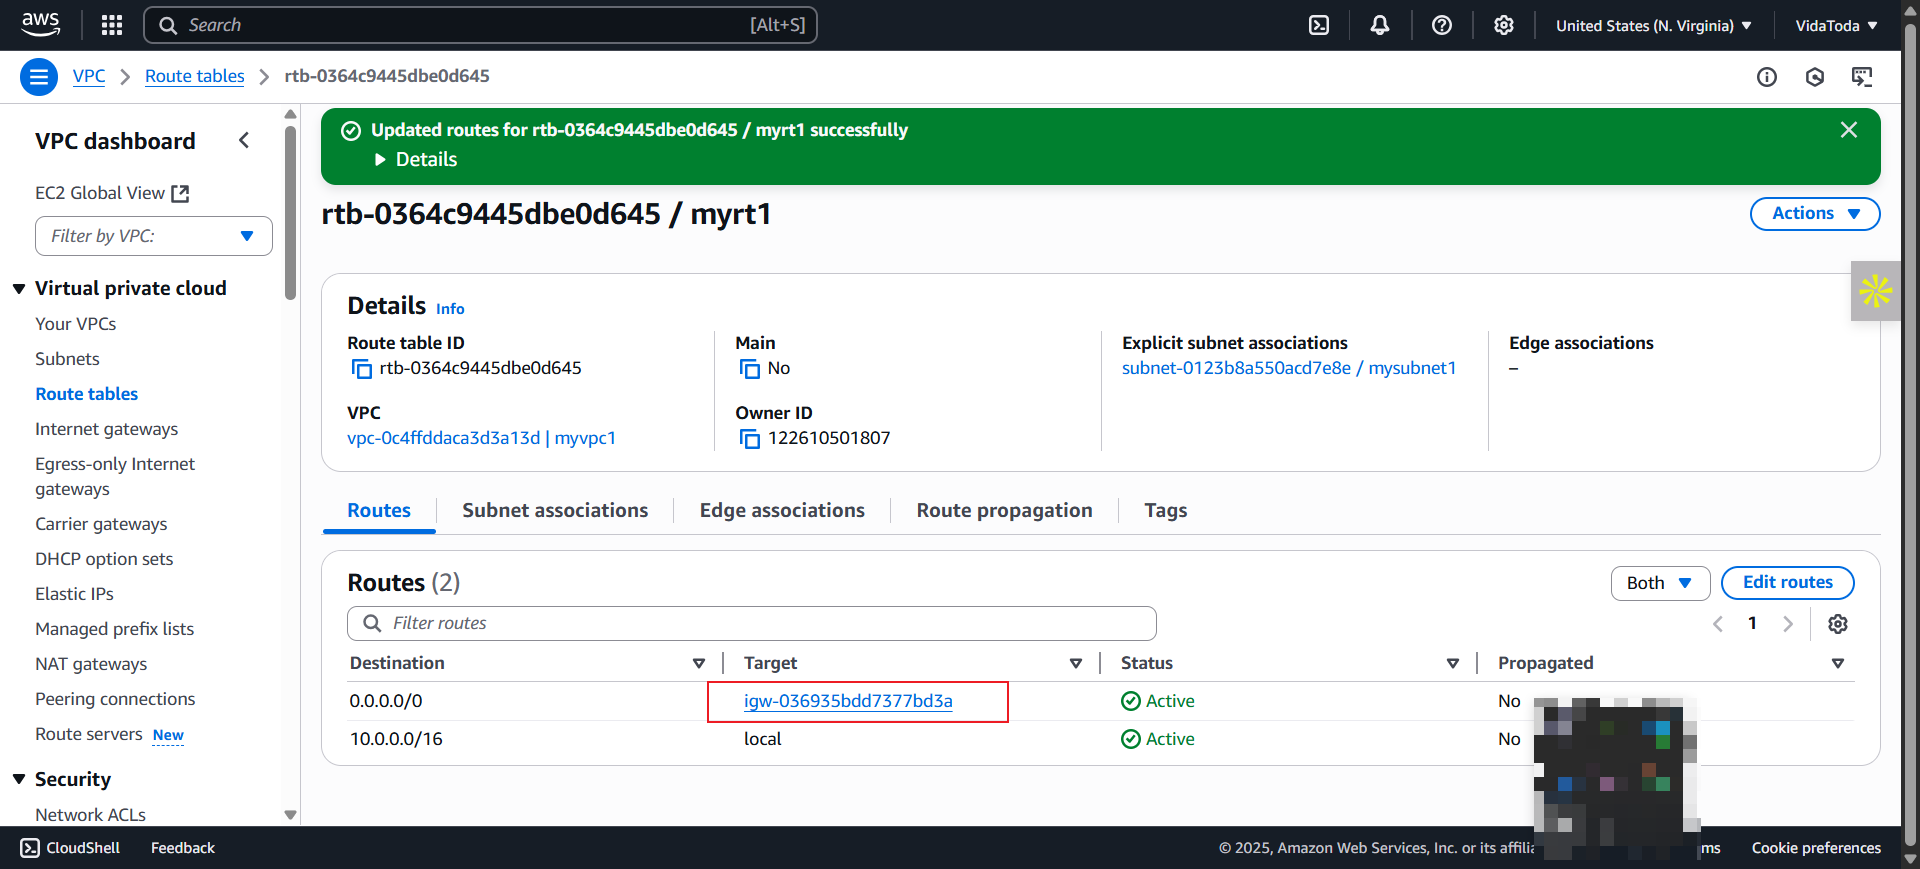 aws
Search [Alt+S]
United States (N. Virginia)
VidaToda
VPC
Route tables
rtb-0364c9445dbe0d645
VPC dashboard
EC2 Global View
Filter by VPC:
Virtual private cloud
Your VPCs
Subnets
Route tables
Internet gateways
Egress-only Internet
gateways
Carrier gateways
DHCP option sets
Elastic IPs
Managed prefix lists
NAT gateways
Peering connections
Route servers New
Security
Network ACLs
Updated routes for rtb-0364c9445dbe0d645 / myrt1 successfully
Details
rtb-0364c9445dbe0d645 / myrt1
Actions
Details Info
Route table ID
rtb-0364c9445dbe0d645
Main
No
Explicit subnet associations
subnet-0123b8a550acd7e8e / mysubnet1
Edge associations
–
VPC
vpc-0c4ffddaca3d3a13d | myvpc1
Owner ID
122610501807
Routes
Subnet associations
Edge associations
Route propagation
Tags
Routes (2)
Both
Edit routes
Filter routes
1
Destination Target Status Propagated
0.0.0.0/0 igw-036935bdd7377bd3a Active No
10.0.0.0/16 local Active No
CloudShell
Feedback
© 2025, Amazon Web Services, Inc. or its
Cookie preferences